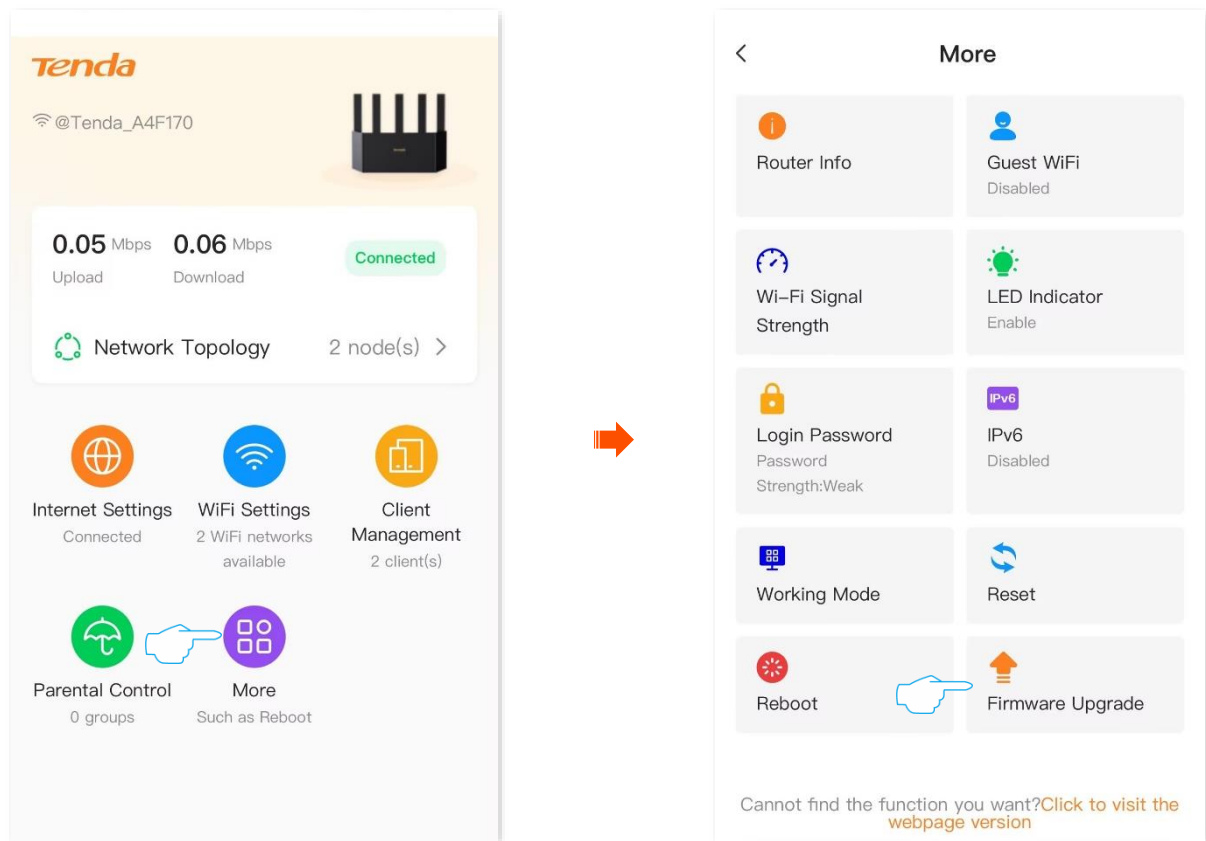 Tenda
@Tenda_A4F170
0.05 Mbps 0.06 Mbps
Upload Download
Connected
Network Topology 2 node(s)
Internet Settings
Connected
WiFi Settings
2 WiFi networks
available
Client
Management
2 client(s)
Parental Control
0 groups
More
Such as Reboot
More
Router Info
Guest WiFi
Disabled
Wi-Fi Signal
Strength
LED Indicator
Enable
Login Password
Password
Strength:Weak
IPv6
IPv6
Disabled
Working Mode
Reset
Reboot
Firmware Upgrade
Cannot find the function you want?Click to visit the
webpage version